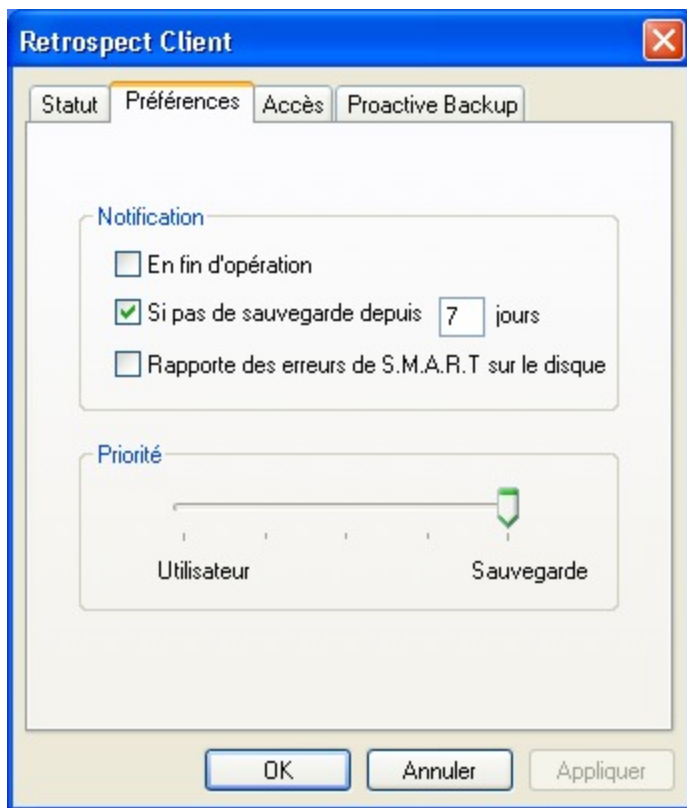 Retrospect Client
Statut Préférences Accès Proactive Backup
Notification
En fin d'opération
Si pas de sauvegarde depuis 7 jours
Rapporte des erreurs de S.M.A.R.T sur le disque
Priorité
Utilisateur Sauvegarde
OK Annuler Appliquer